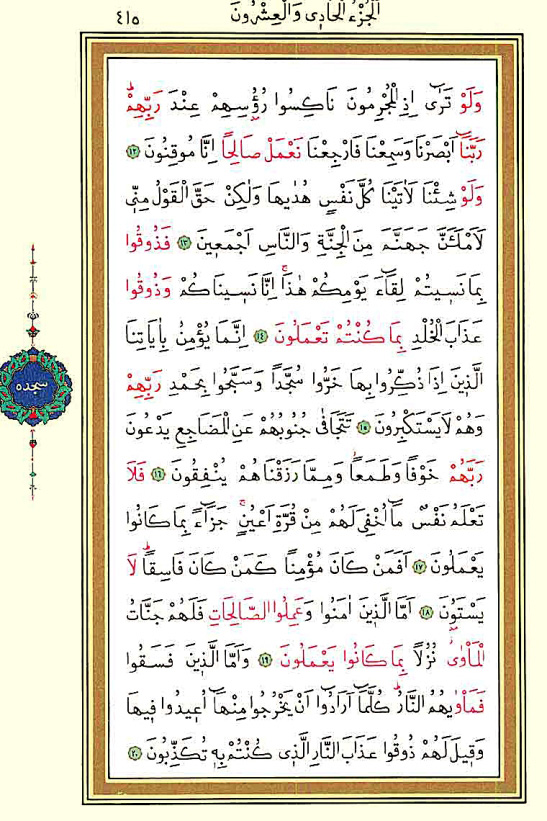 اَلْجُزْءُ الْحَادِى وَالْعِشْرُونَ
٤١٥
وَلَوْ تَرٰٓى اِذِ الْمُجْرِمُونَ نَاكِسُوا رُؤُ۫سِهِمْ عِنْدَ رَبِّهِمْۜ
رَبَّنَٓا اَبْصَرْنَا وَسَمِعْنَا فَارْجِعْنَا نَعْمَلْ صَالِحًا اِنَّا مُوقِنُونَ ﴿١٢﴾
وَلَوْ شِئْنَا لَاٰتَيْنَا كُلَّ نَفْسٍ هُدٰيهَا وَلٰكِنْ حَقَّ الْقَوْلُ مِنّٖى
لَاَمْلَـَٔنَّ جَهَنَّمَ مِنَ الْجِنَّةِ وَالنَّاسِ اَجْمَعٖينَ ﴿١٣﴾ فَذُوقُوا
بِمَا نَسٖيتُمْ لِقَٓاءَ يَوْمِكُمْ هٰذَاۚ اِنَّا نَسٖينَاكُمْ وَذُوقُوا
عَذَابَ الْخُلْدِ بِمَا كُنْتُمْ تَعْمَلُونَ ﴿١٤﴾ اِنَّمَا يُؤْمِنُ بِاٰيَاتِنَا
الَّذٖينَ اِذَا ذُكِّرُوا بِهَا خَرُّوا سُجَّدًا وَسَبَّحُوا بِحَمْدِ رَبِّهِمْ
وَهُمْ لَا يَسْتَكْبِرُونَ ﴿١٥﴾ تَتَجَافٰى جُنُوبُهُمْ عَنِ الْمَضَاجِعِ يَدْعُونَ
رَبَّهُمْ خَوْفًا وَطَمَعًاۘ وَمِمَّا رَزَقْنَاهُمْ يُنْفِقُونَ ﴿١٦﴾ فَلَا
تَعْلَمُ نَفْسٌ مَٓا اُخْفِىَ لَهُمْ مِنْ قُرَّةِ اَعْيُنٍۚ جَزَٓاءً بِمَا كَانُوا
يَعْمَلُونَ ﴿١٧﴾ اَفَمَنْ كَانَ مُؤْمِنًا كَمَنْ كَانَ فَاسِقًاۜ لَا
يَسْتَوُ۫نَ ﴿١٨﴾ اَمَّا الَّذٖينَ اٰمَنُوا وَعَمِلُوا الصَّالِحَاتِ فَلَهُمْ جَنَّاتُ
الْمَأْوٰىۘ نُزُلًا بِمَا كَانُوا يَعْمَلُونَ ﴿١٩﴾ وَاَمَّا الَّذٖينَ فَسَقُوا
فَمَأْوٰيهُمُ النَّارُۜ كُلَّمَٓا اَرَادُٓوا اَنْ يَخْرُجُوا مِنْهَٓا اُعٖيدُوا فٖيهَا
وَقٖيلَ لَهُمْ ذُوقُوا عَذَابَ النَّارِ الَّذٖى كُنْتُمْ بِهٖ تُكَذِّبُونَ ﴿٢٠﴾
سجده